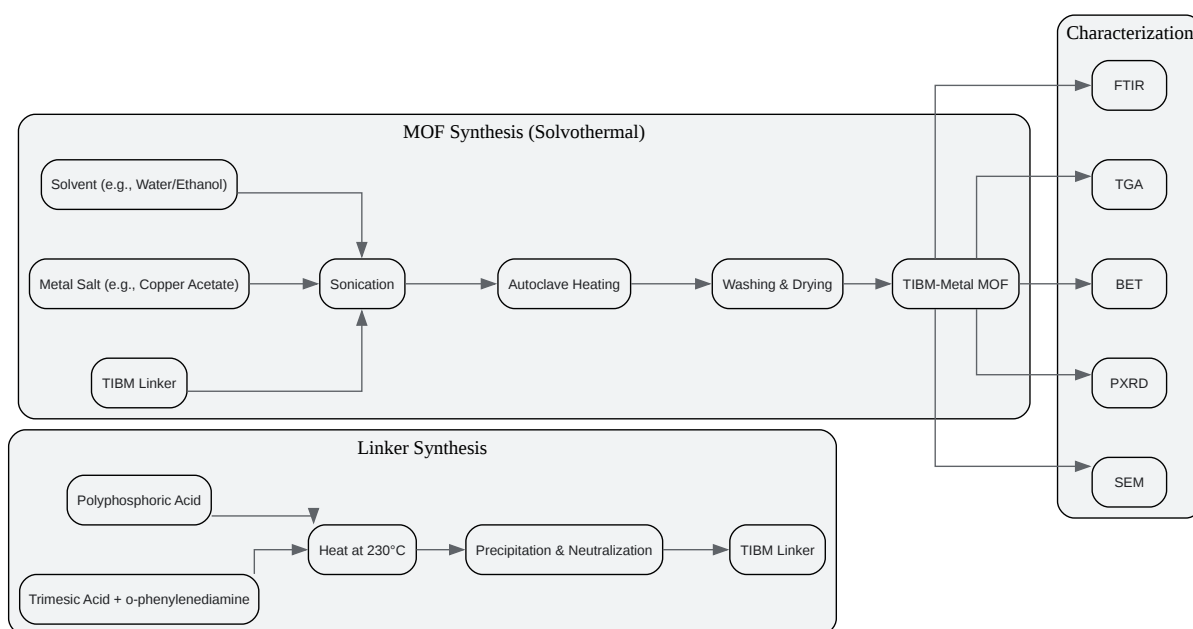 Characterization
FTIR
TGA
BET
PXRD
SEM
MOF Synthesis (Solvothermal)
Solvent (e.g., Water/Ethanol)
Metal Salt (e.g., Copper Acetate)
TIBM Linker
Sonication
Autoclave Heating
Washing & Drying
TIBM-Metal MOF
Linker Synthesis
Polyphosphoric Acid
Trimesic Acid + o-phenylenediamine
Heat at 230°C
Precipitation & Neutralization
TIBM Linker